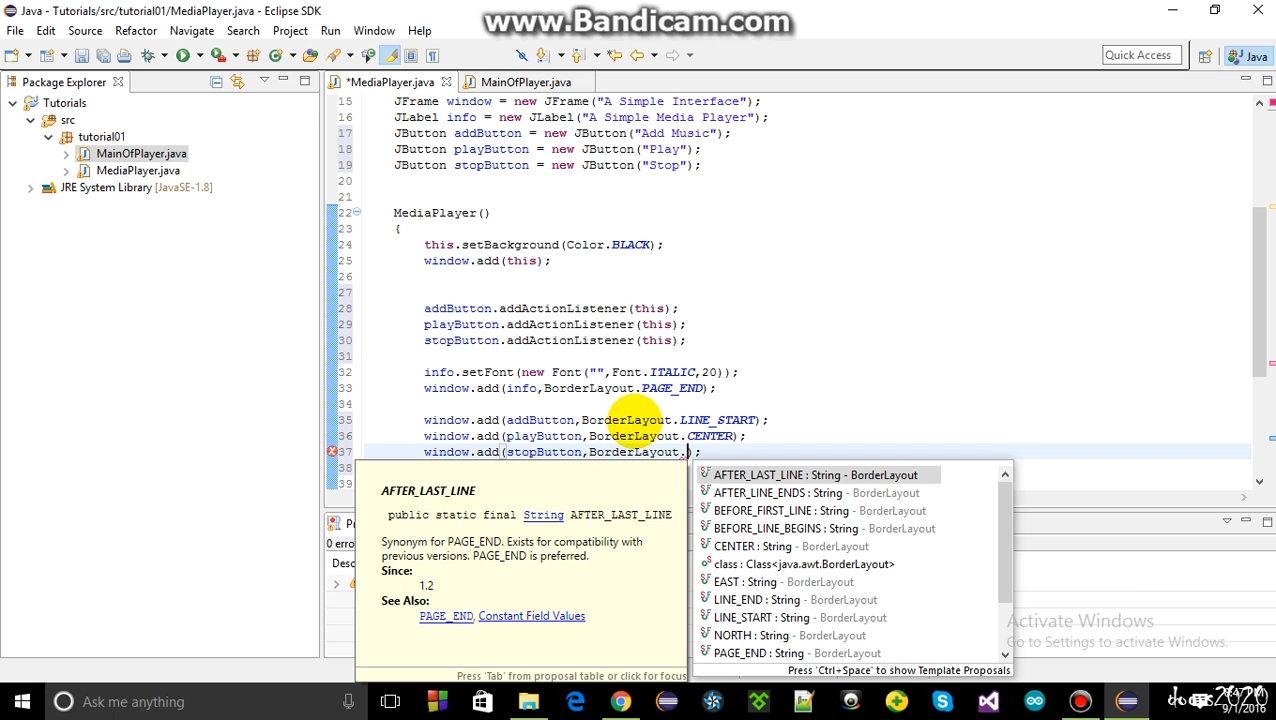 Java - Tutorials/src/tutorial01/MediaPlayer.java - Eclipse SDK
www.Bandicam.com
File Edit Source Refactor Navigate Search Project Run Window Help
Quick Access
Java
Package Explorer
*MediaPlayer.java
MainOfPlayer.java
Tutorials
src
tutorial01
MainOfPlayer.java
MediaPlayer.java
JRE System Library [JavaSE-1.8]
15 JFrame window = new JFrame("A Simple Interface");
16 JLabel info = new JLabel("A Simple Media Player");
17 JButton addButton = new JButton("Add Music");
18 JButton playButton = new JButton("Play");
19 JButton stopButton = new JButton("Stop");
20
21
22 MediaPlayer()
23 {
24 this.setBackground(Color.BLACK);
25 window.add(this);
26
27
28 addButton.addActionListener(this);
29 playButton.addActionListener(this);
30 stopButton.addActionListener(this);
31
32 info.setFont(new Font("",Font.ITALIC,20));
33 window.add(info,BorderLayout.PAGE_END);
34
35 window.add(addButton,BorderLayout.LINE_START);
36 window.add(playButton,BorderLayout.CENTER);
37 window.add(stopButton,BorderLayout.);
38
39
AFTER_LAST_LINE
public static final String AFTER_LAST_LINE
Synonym for PAGE_END. Exists for compatibility with
previous versions. PAGE_END is preferred.
Since:
1.2
See Also:
PAGE_END, Constant Field Values
Press 'Tab' from proposal table or click for focus
AFTER_LAST_LINE : String - BorderLayout
AFTER_LINE_ENDS : String - BorderLayout
BEFORE_FIRST_LINE : String - BorderLayout
BEFORE_LINE_BEGINS : String - BorderLayout
CENTER : String - BorderLayout
class : Class<java.awt.BorderLayout>
EAST : String - BorderLayout
LINE_END : String - BorderLayout
LINE_START : String - BorderLayout
NORTH : String - BorderLayout
PAGE_END : String - BorderLayout
Press 'Ctrl+Space' to show Template Proposals
0 erro
Activate Windows
Go to Settings to activate Windows.
Ask me anything
9/1/2016